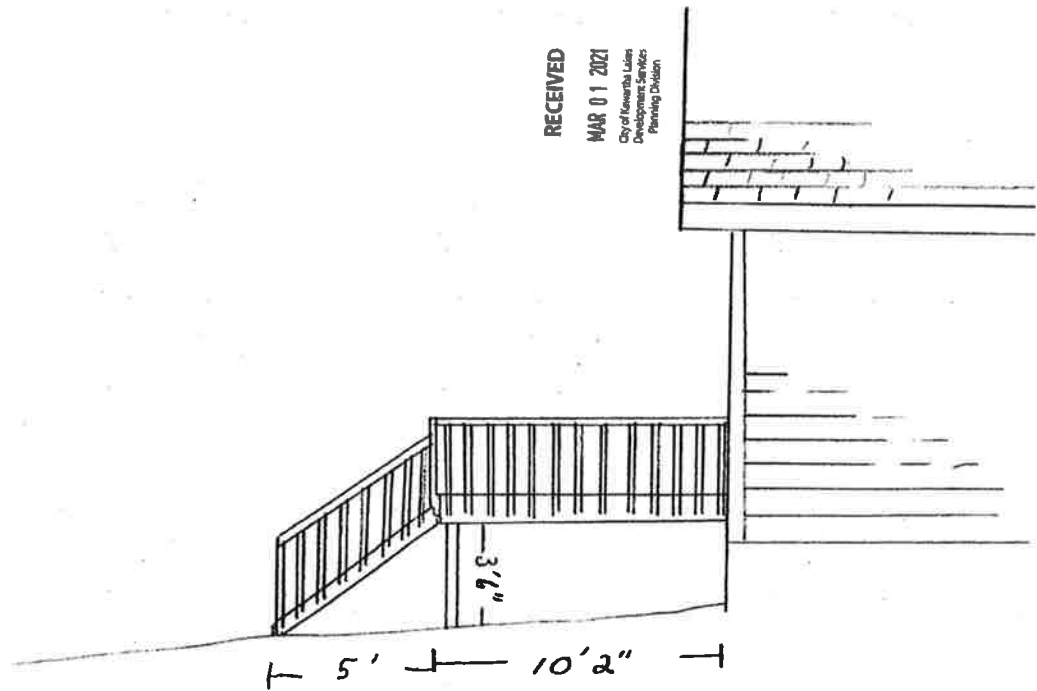 RECEIVED
MAR 01 2021
City of Kawartha Lakes
Development Services
Planning Division
3'6"
5'
10'2"